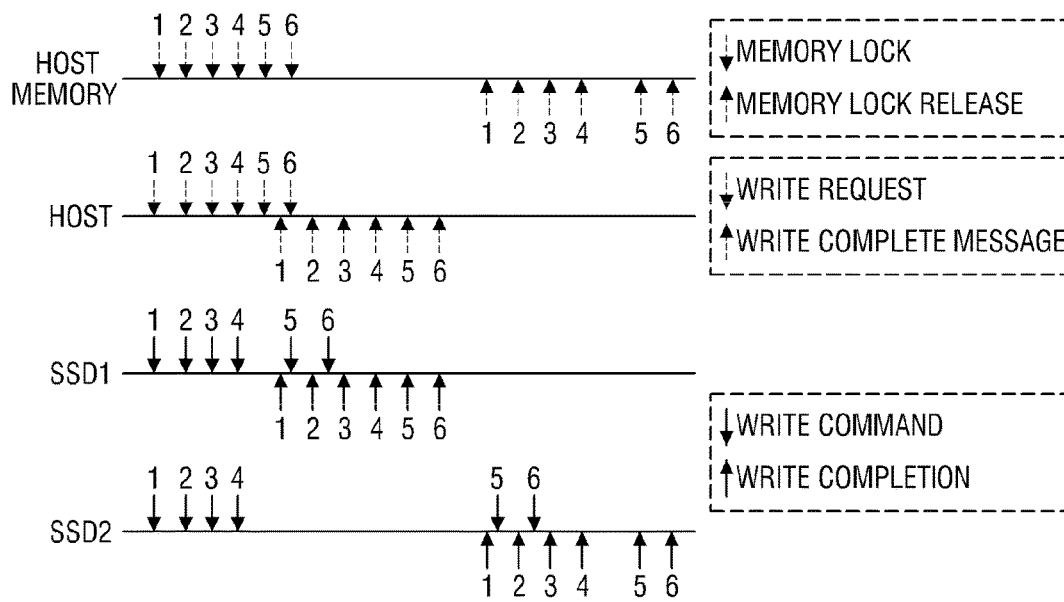 1 2 3 4 5 6
HOST
MEMORY
1 2 3 4 5 6
MEMORY LOCK
MEMORY LOCK RELEASE
1 2 3 4 5 6
HOST
1 2 3 4 5 6
WRITE REQUEST
WRITE COMPLETE MESSAGE
1 2 3 4 5 6
SSD1
1 2 3 4 5 6
1 2 3 4 5 6
SSD2
1 2 3 4 5 6
WRITE COMMAND
WRITE COMPLETION